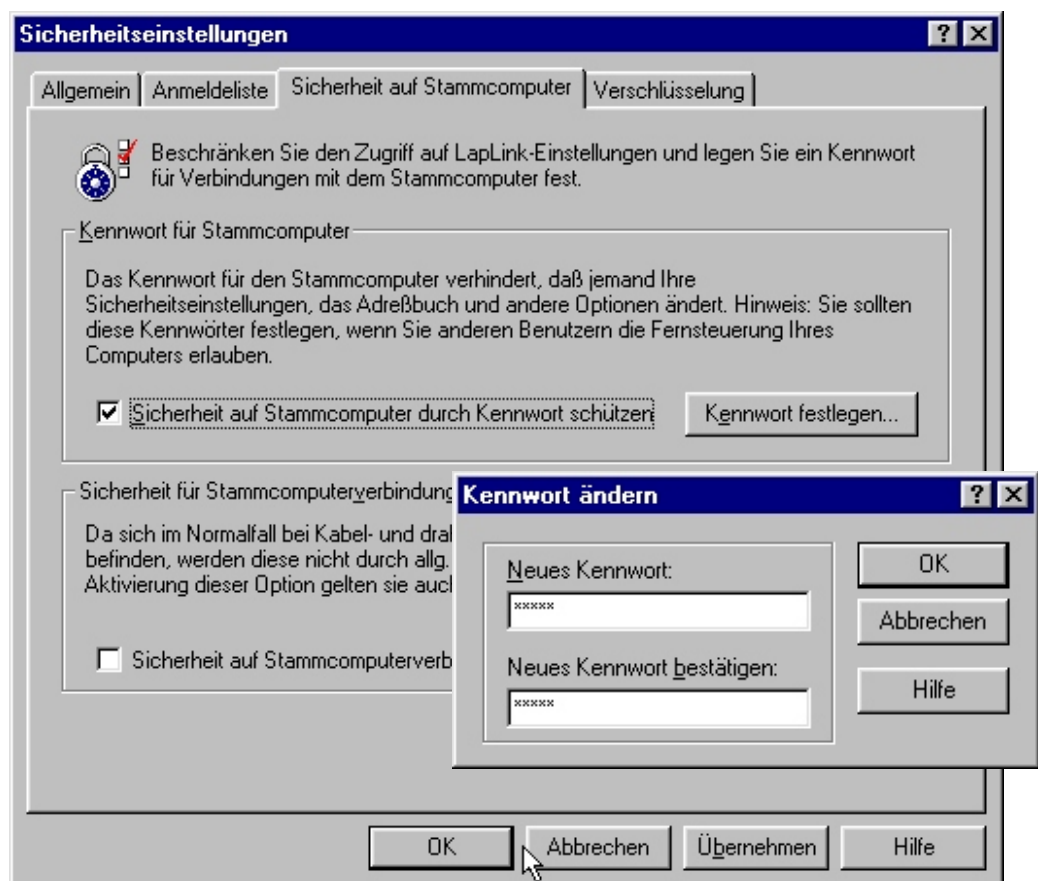 Sicherheitseinstellungen
Allgemein Anmeldeliste Sicherheit auf Stammcomputer Verschlüsselung
Beschränken Sie den Zugriff auf LapLink-Einstellungen und legen Sie ein Kennwort
für Verbindungen mit dem Stammcomputer fest.
Kennwort für Stammcomputer
Das Kennwort für den Stammcomputer verhindert, daß jemand Ihre
Sicherheitseinstellungen, das Adreßbuch und andere Optionen ändert. Hinweis: Sie sollten
diese Kennwörter festlegen, wenn Sie anderen Benutzern die Fernsteuerung Ihres
Computers erlauben.
Sicherheit auf Stammcomputer durch Kennwort schützen Kennwort festlegen...
Sicherheit für Stammcomputerverbindung
Da sich im Normalfall bei Kabel- und
befinden, werden diese nicht durch allg.
Aktivierung dieser Option gelten sie auch
Sicherheit auf Stammcomputerverb
Kennwort ändern
Neues Kennwort:
xxxxx
Neues Kennwort bestätigen:
xxxxx
OK
Abbrechen
Hilfe
OK Abbrechen Übernehmen Hilfe